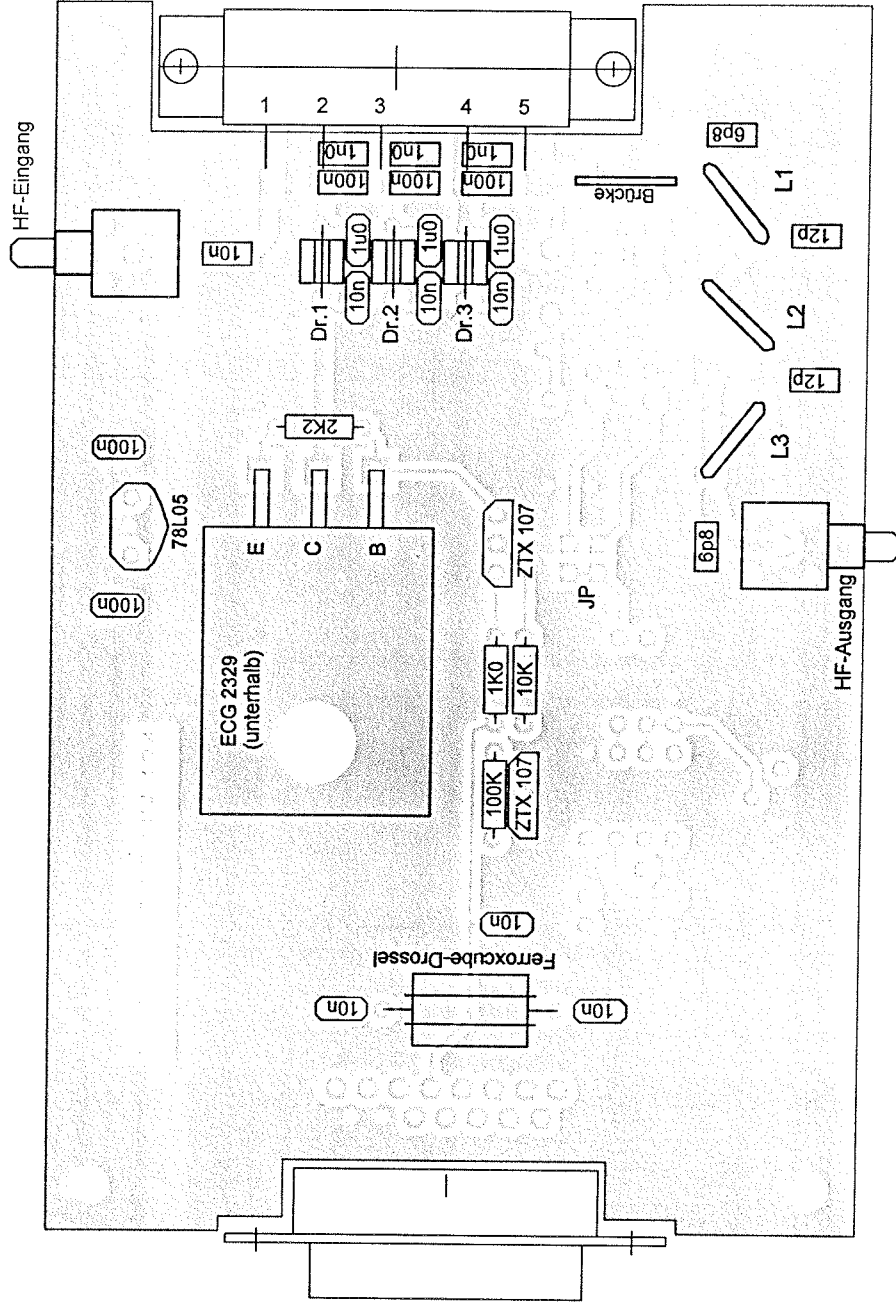 HF-Eingang
1
2
3
4
5
1n0
1n0
1n0
100n
100n
100n
6p8
Brücke
L1
12p
10n
1u0
1u0
1u0
10n
10n
10n
Dr.1
Dr.2
Dr.3
L2
12p
L3
100n
78L05
100n
2K2
E
C
B
ECG 2329
(unterhalb)
ZTX 107
JP
6p8
HF-Ausgang
1K0
10K
100K
ZTX 107
10n
Ferroxcube-Drossel
10n
10n